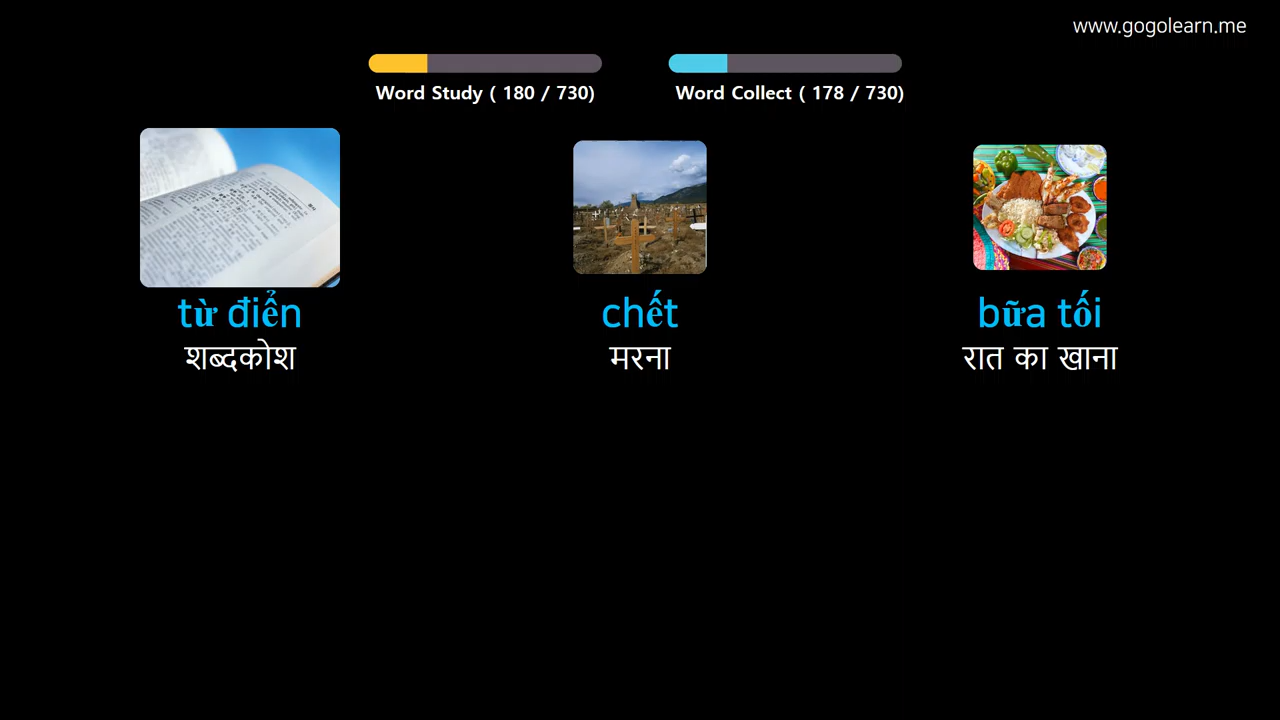 www.gogolearn.me
Word Study ( 180 / 730)
Word Collect ( 178 / 730)
từ điển
chết
bữa tối
शब्दकोश
मरना
रात का खाना